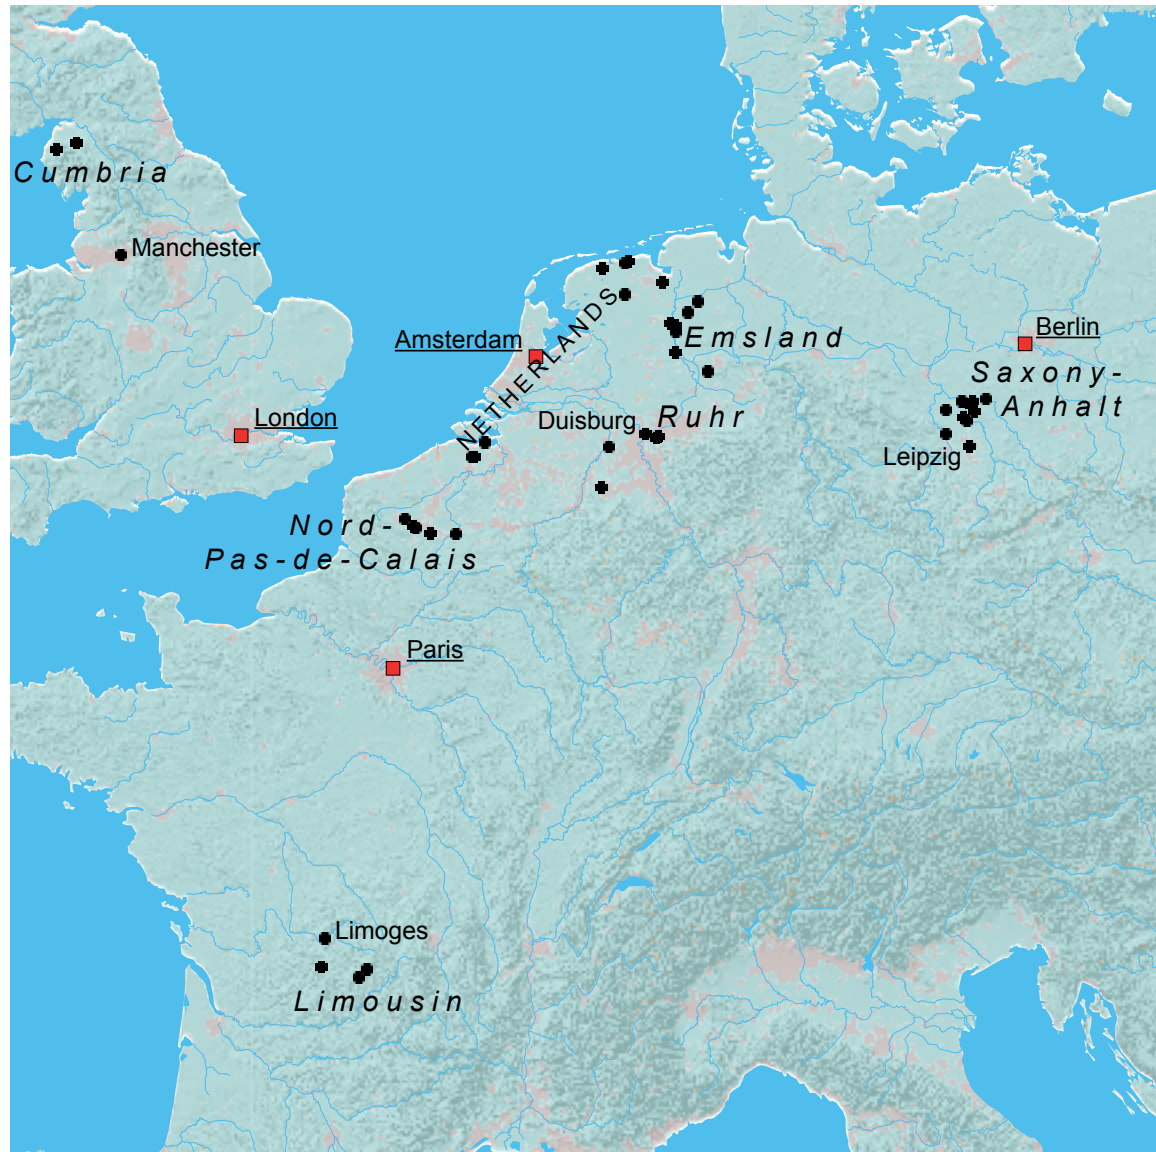 Cumbria
Manchester
London
Amsterdam
NETHERLANDS
Emsland
Berlin
Saxony-
Anhalt
Duisburg
Ruhr
Leipzig
Nord-
Pas-de-Calais
Paris
Limoges
Limousin